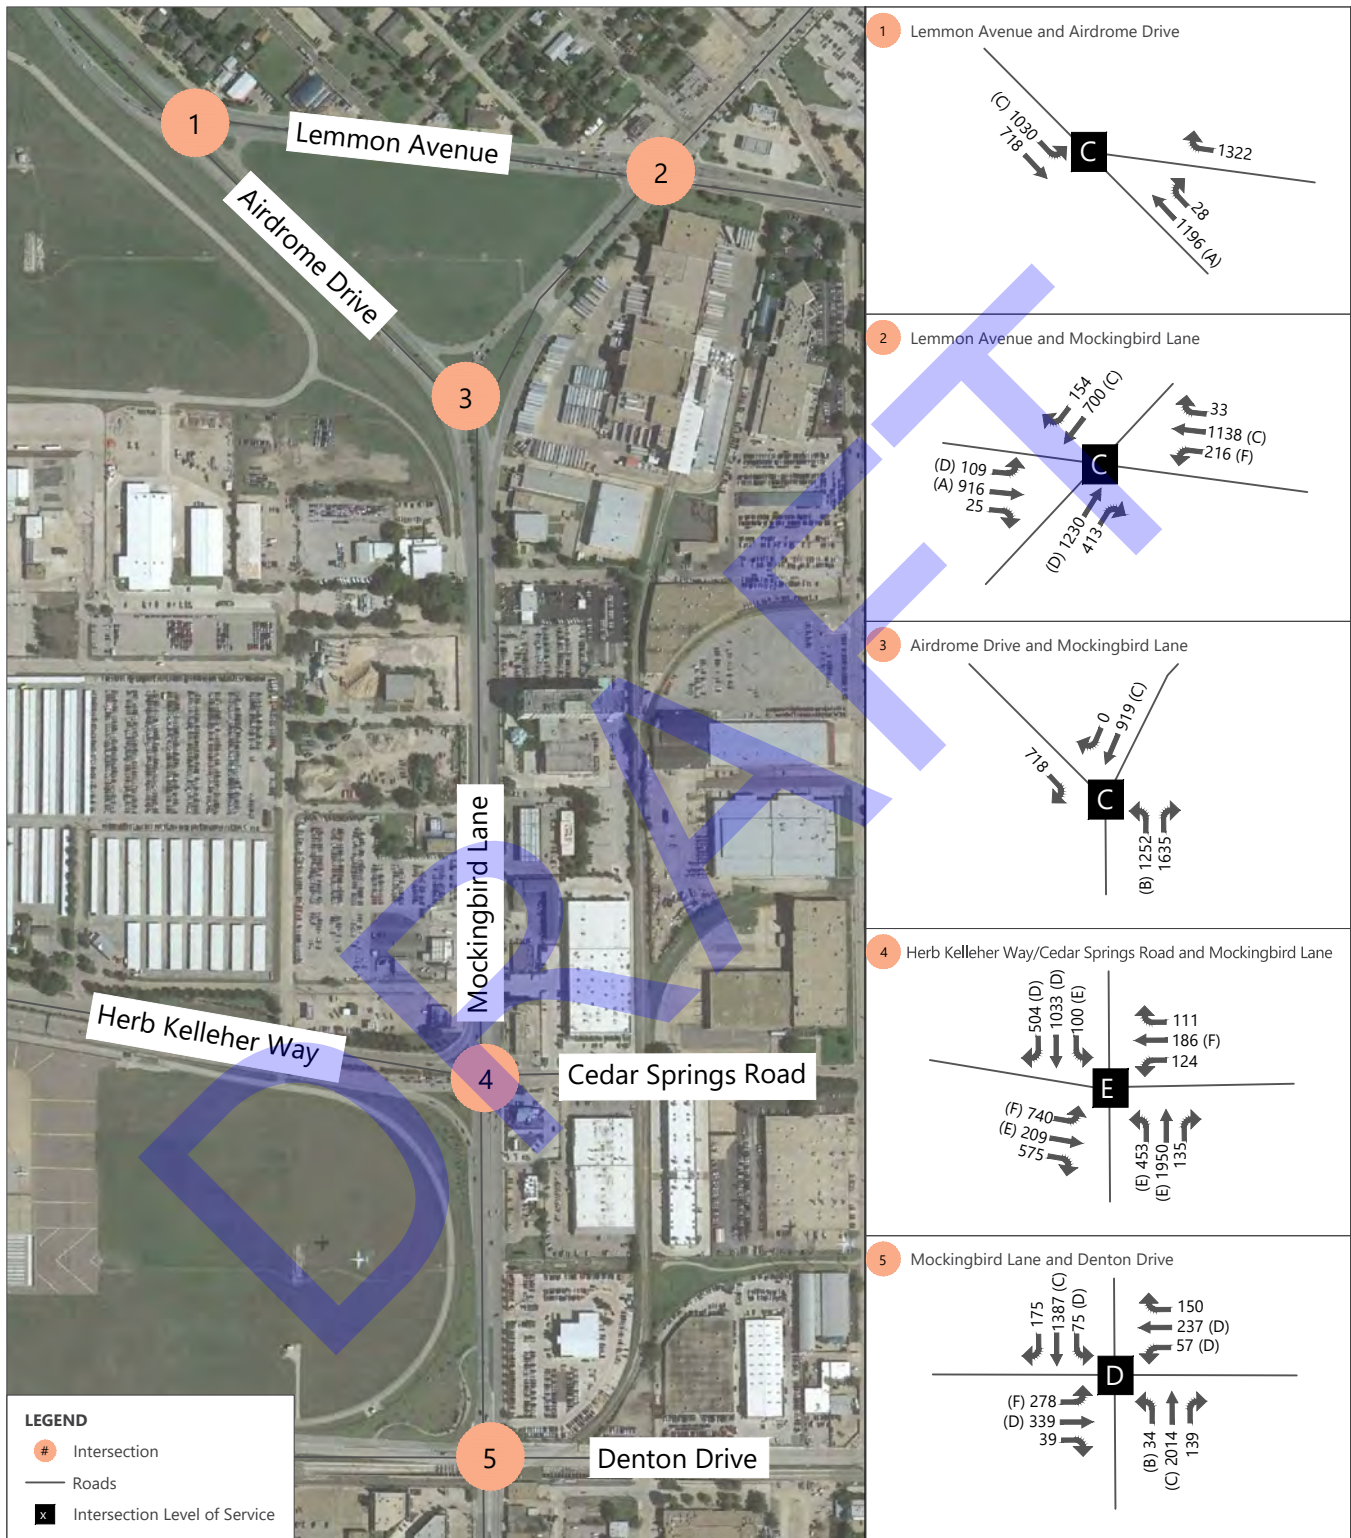 1
Lemmon Avenue
2
Airdrome Drive
3
Mockingbird Lane
Herb Kelleher Way
4
Cedar Springs Road
5
Denton Drive
LEGEND
# Intersection
Roads
x Intersection Level of Service
1 Lemmon Avenue and Airdrome Drive
(C) 1030
718
C
1322
28
1196 (A)
2 Lemmon Avenue and Mockingbird Lane
154
700 (C)
33
1138 (C)
216 (F)
C
(D) 109
(A) 916
25
(D) 1230
413
3 Airdrome Drive and Mockingbird Lane
0
919 (C)
718
C
(B) 1252
1635
4 Herb Kelleher Way/Cedar Springs Road and Mockingbird Lane
504 (D)
1033 (D)
100 (E)
111
186 (F)
124
E
(F) 740
(E) 209
575
(E) 453
(E) 1950
135
5 Mockingbird Lane and Denton Drive
175
1387 (C)
75 (D)
150
237 (D)
57 (D)
D
(F) 278
(D) 339
39
(B) 34
(C) 2014
139
DRAFT